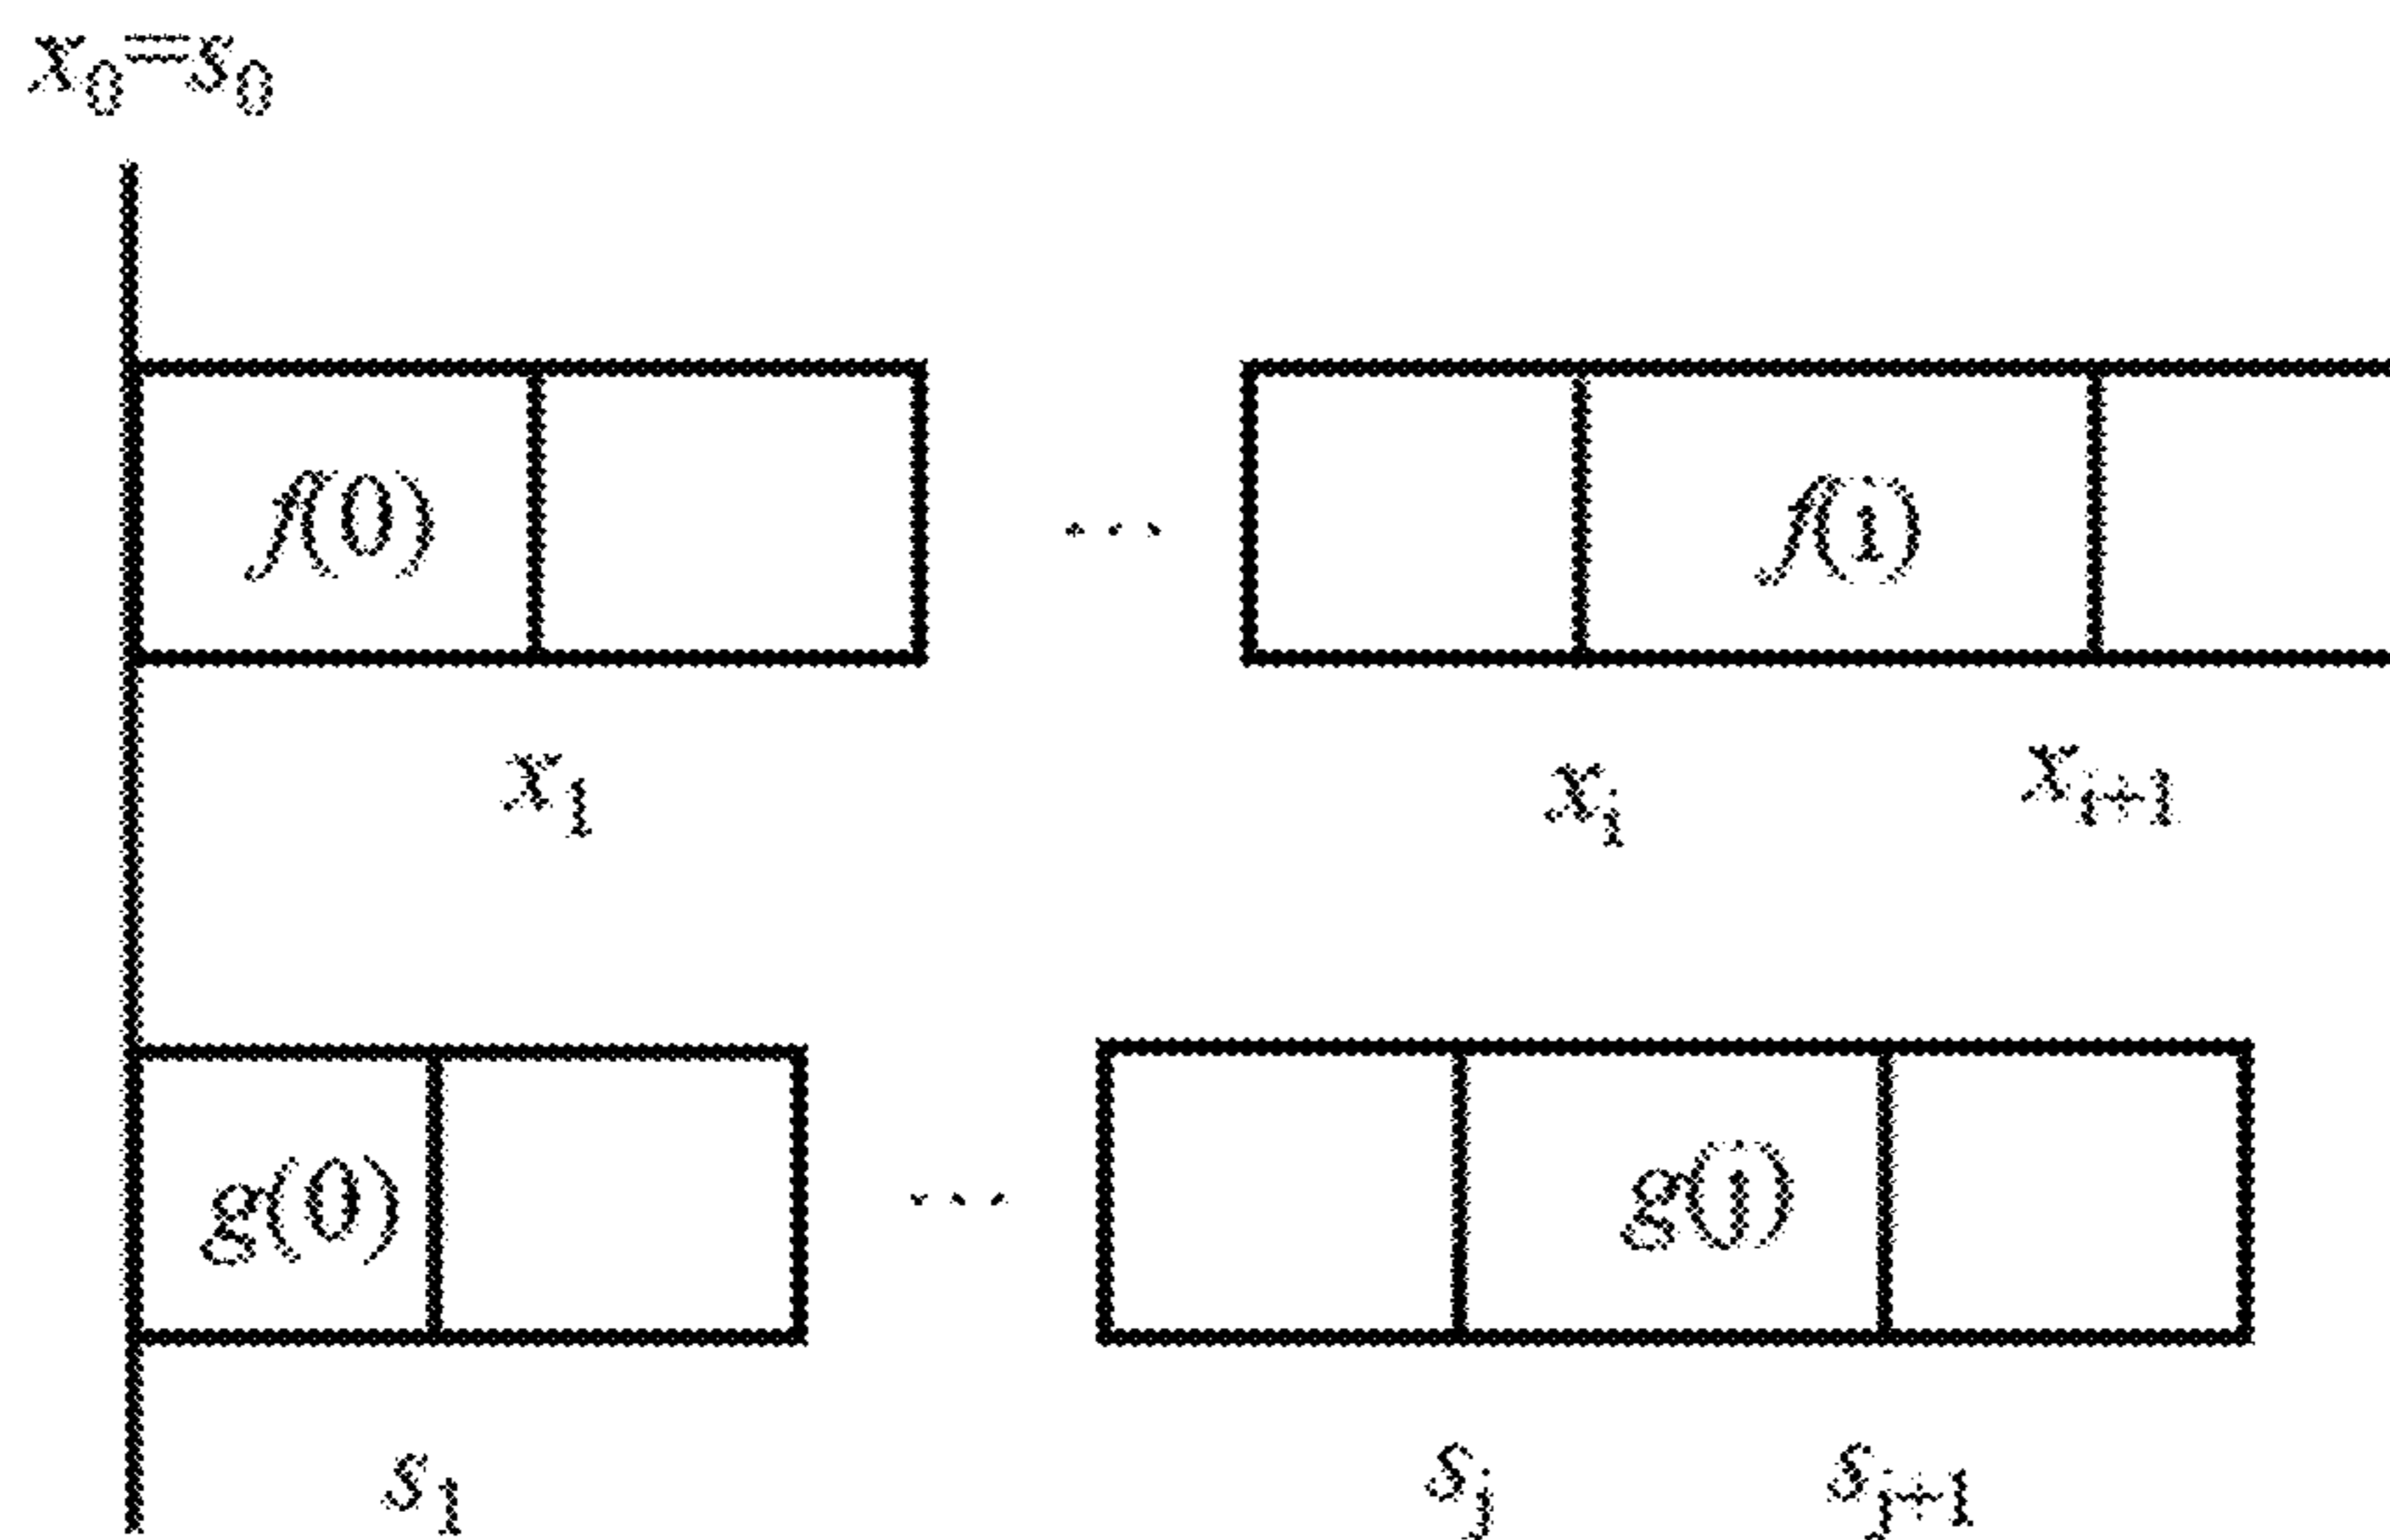 x₀=s₀
f(0) ... f(i)
x₁ xᵢ xᵢ₊₁
g(0) ... g(j)
s₁ sⱼ sⱼ₊₁